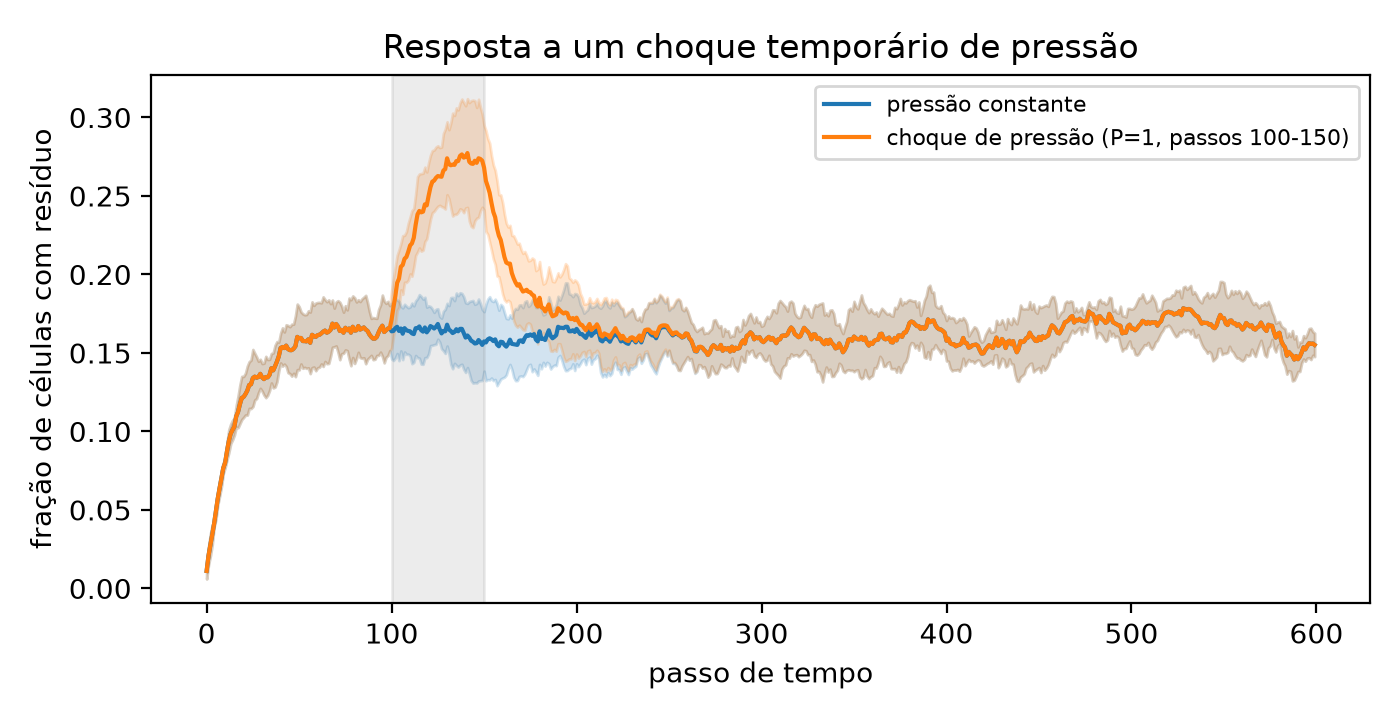 Resposta a um choque temporário de pressão
pressão constante
choque de pressão (P=1, passos 100-150)
fração de células com resíduo
0.30
0.25
0.20
0.15
0.10
0.05
0.00
0 100 200 300 400 500 600
passo de tempo